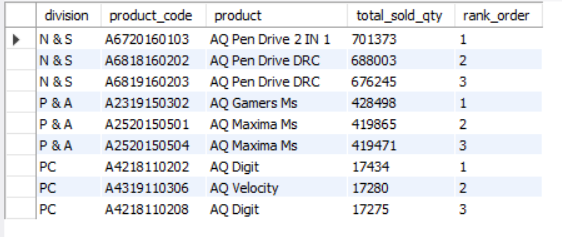 division product_code product total_sold_qty rank_order
N & S A6720160103 AQ Pen Drive 2 IN 1 701373 1
N & S A6818160202 AQ Pen Drive DRC 688003 2
N & S A6819160203 AQ Pen Drive DRC 676245 3
P & A A2319150302 AQ Gamers Ms 428498 1
P & A A2520150501 AQ Maxima Ms 419865 2
P & A A2520150504 AQ Maxima Ms 419471 3
PC A4218110202 AQ Digit 17434 1
PC A4319110306 AQ Velocity 17280 2
PC A4218110208 AQ Digit 17275 3